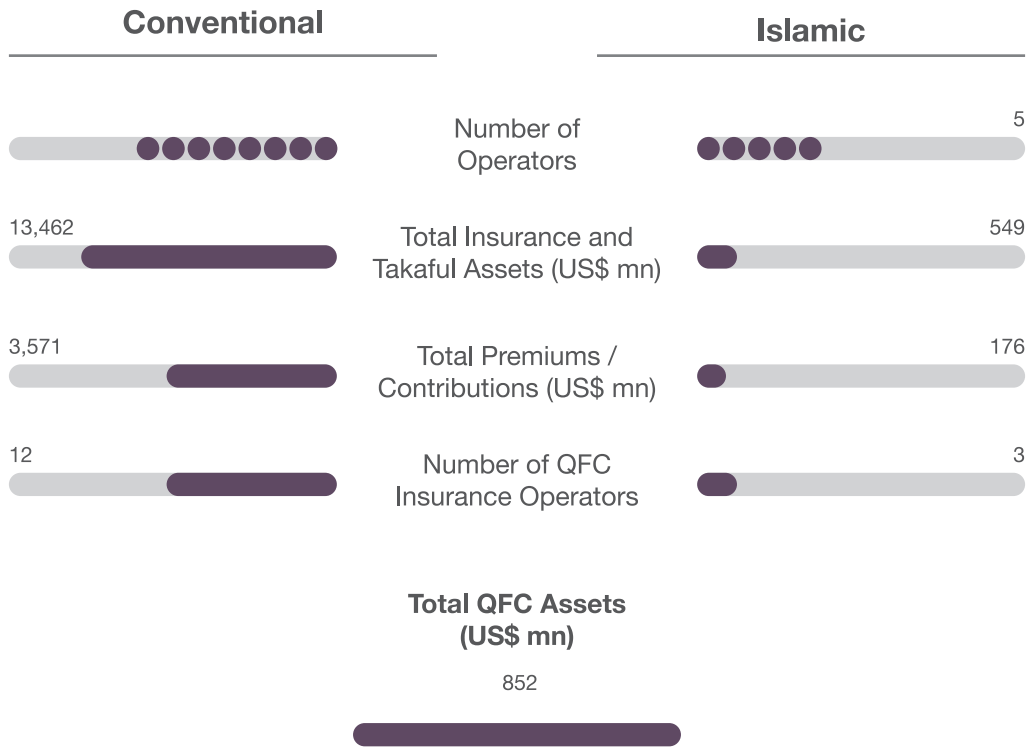 Conventional
Islamic
Number of
Operators
5
13,462
Total Insurance and
Takaful Assets (US$ mn)
549
3,571
Total Premiums /
Contributions (US$ mn)
176
12
Number of QFC
Insurance Operators
3
Total QFC Assets
(US$ mn)
852